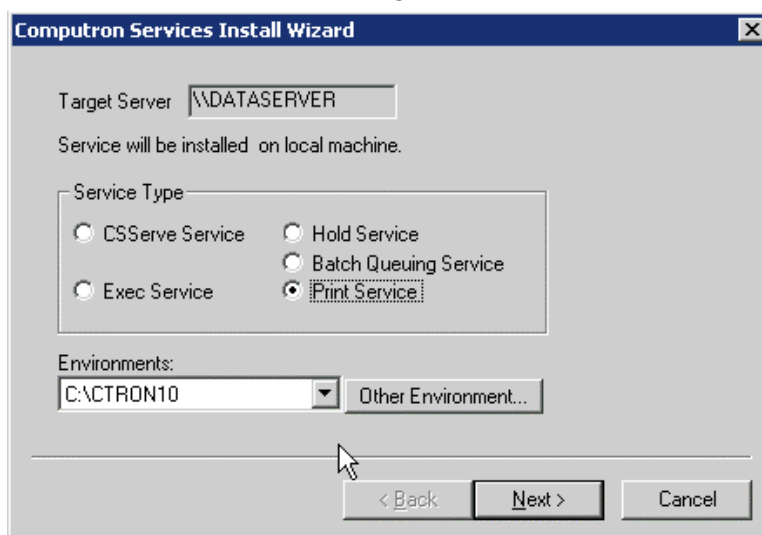 Computron Services Install Wizard
Target Server \\DATASERVER
Service will be installed on local machine.
Service Type
CSServe Service Hold Service
Batch Queuing Service
Exec Service Print Service
Environments:
C:\CTRON10 Other Environment...
< Back Next > Cancel